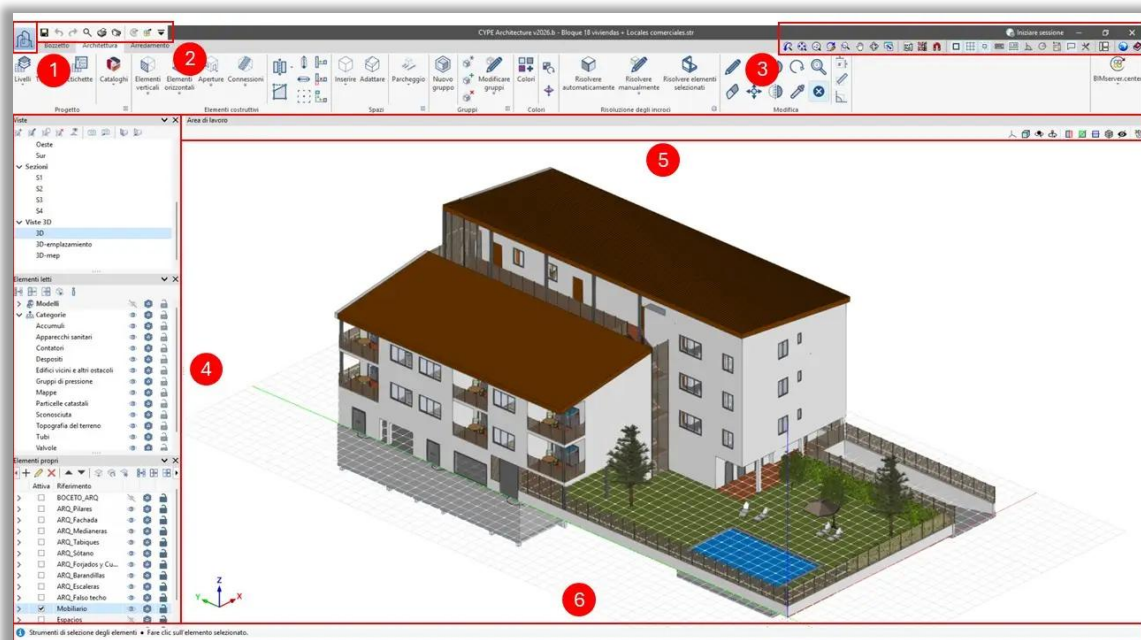 CYPE Architecture v2026.b - Bloque 18 viviendas + Locales comerciales.str
Iniziare sessione
Bozzetto Architettura Arredamento
1
2
3
Livelli
etichette
Cataloghi
Elementi verticali
Elementi orizzontali
Aperture
Connessioni
Inserire
Adattare
Parcheggio
Nuovo gruppo
Modificare gruppi
Colori
Risolvere automaticamente
Risolvere manualmente
Risolvere elementi selezionati
BIMserver.center
Progetto
Elementi costruttivi
Spazi
Gruppi
Colori
Risoluzione degli incroci
Modifica
Viste
Area di lavoro
Oeste
Sur
Sezioni
S1
S2
S3
S4
Viste 3D
3D
3D-emplazamiento
3D-mep
5
Elementi letti
Modelli
Categorie
Accumuli
Apparecchi sanitari
Contatori
Despositi
Edifici vicini e altri ostacoli
Gruppi di pressione
Mappe
Particelle catastali
Sconosciuta
Topografia del terreno
Tubi
Valvole
4
Elementi propri
Attiva Riferimento
BOCETO_ARQ
ARQ_Pilares
ARQ_Fachada
ARQ_Medianeras
ARQ_Tabiques
ARQ_Sótano
ARQ_Forjados y Cu...
ARQ_Barandillas
ARQ_Escaleras
ARQ_Falso techo
Mobiliario
Espacios
Z
Y
X
6
Strumenti di selezione degli elementi • Fare clic sull'elemento selezionato.